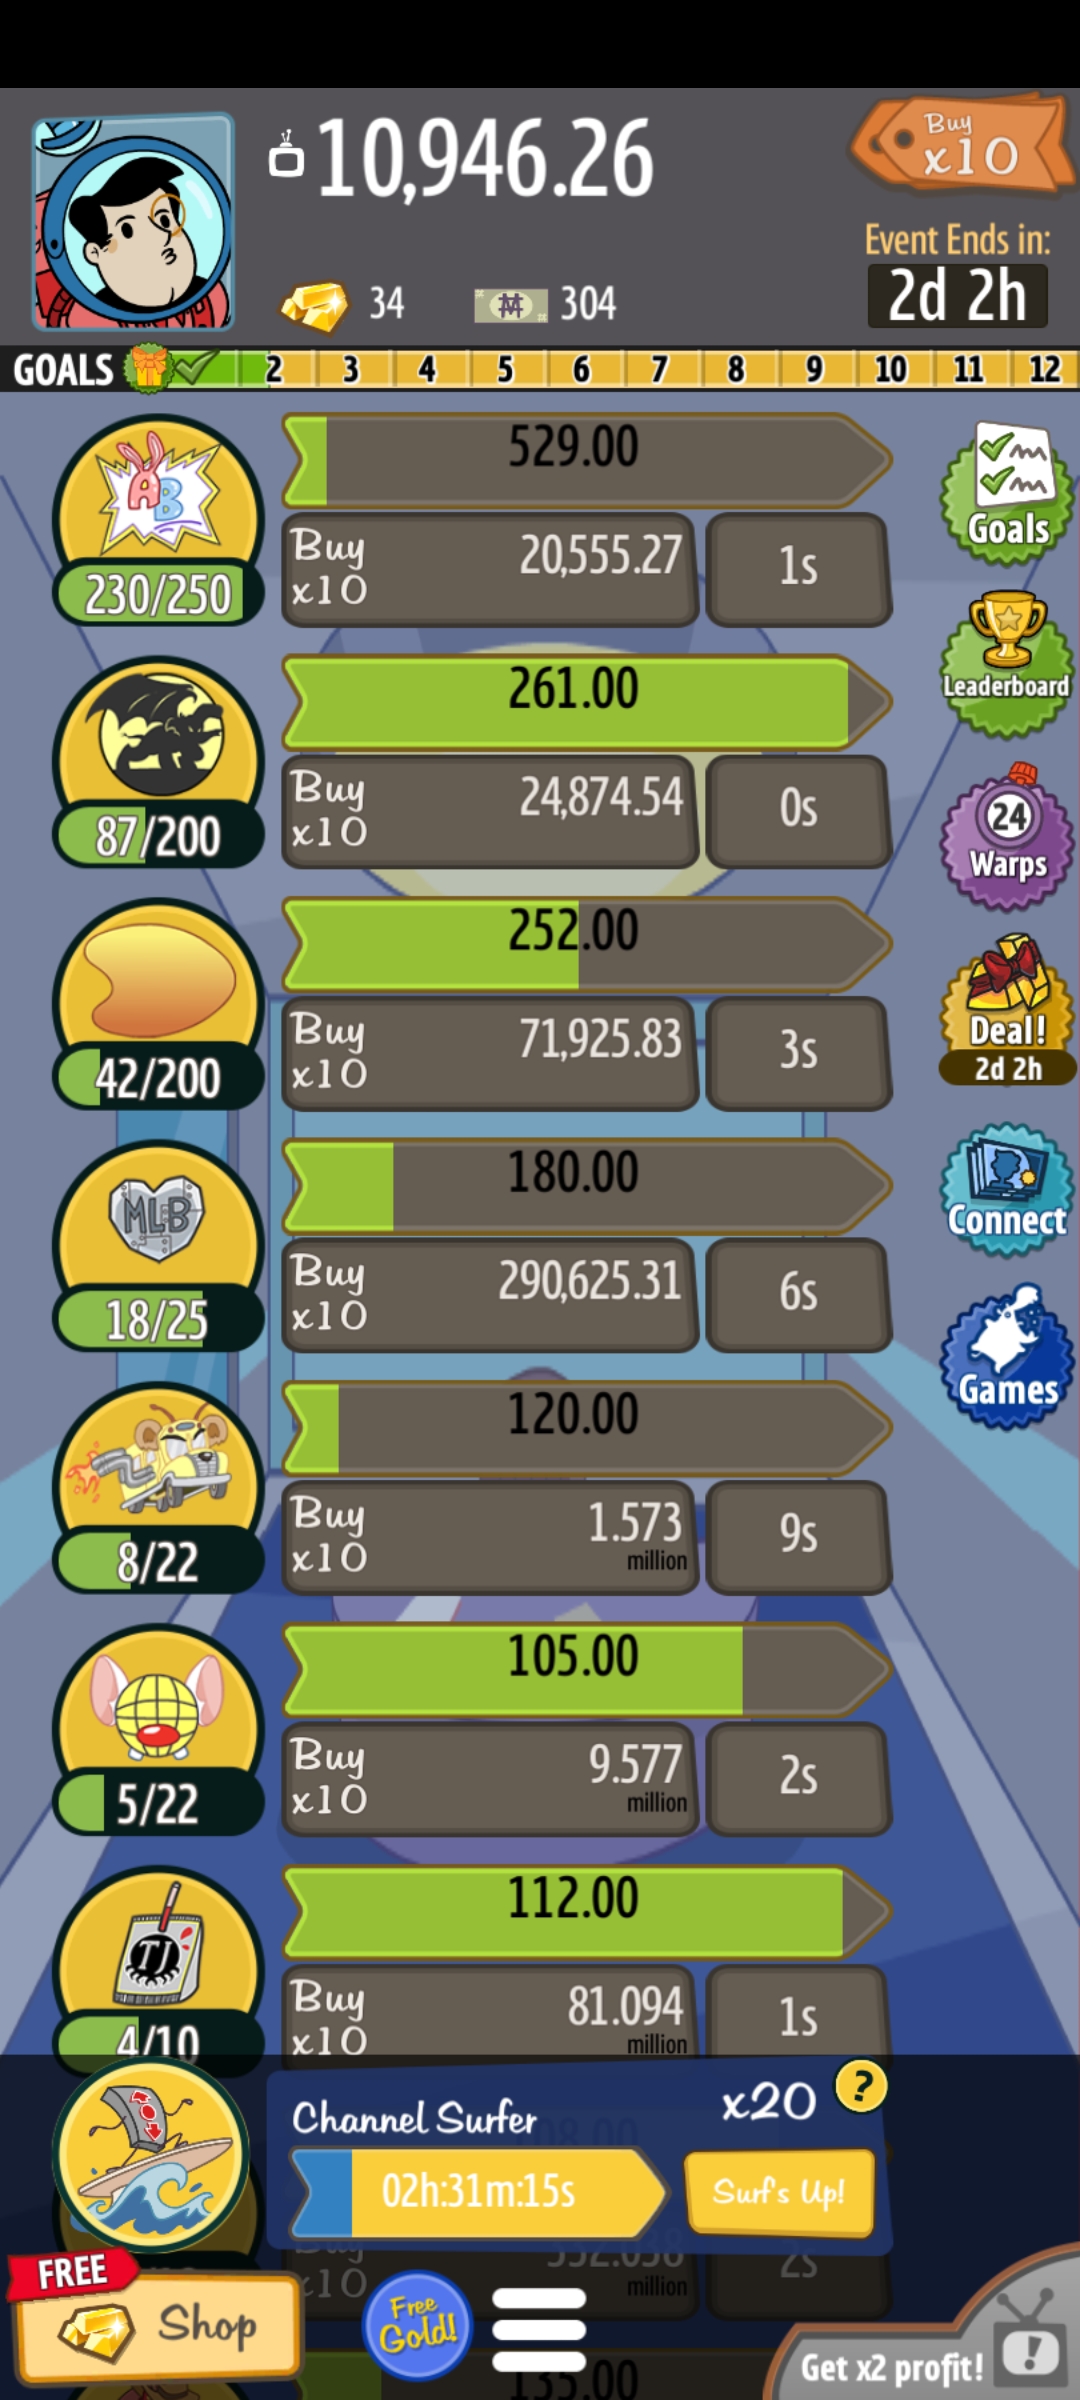 10,946.26
Buy
x10
Event Ends in:
2d 2h
34
304
GOALS 2 3 4 5 6 7 8 9 10 11 12
AB
529.00
230/250
Buy
x10
20,555.27
1s
Goals
261.00
87/200
Buy
x10
24,874.54
0s
Leaderboard
24
Warps
252.00
42/200
Buy
x10
71,925.83
3s
Deal!
2d 2h
MLB
180.00
18/25
Buy
x10
290,625.31
6s
Connect
Games
120.00
8/22
Buy
x10
1.573
million
9s
105.00
5/22
Buy
x10
9.577
million
2s
TJ
112.00
4/10
Buy
x10
81.094
million
1s
Channel Surfer
x20
?
02h:31m:15s
Surf's Up!
08.00
Buy
x10
332.038
million
2s
FREE
Shop
Free
Gold!
Get x2 profit!
!
135.00